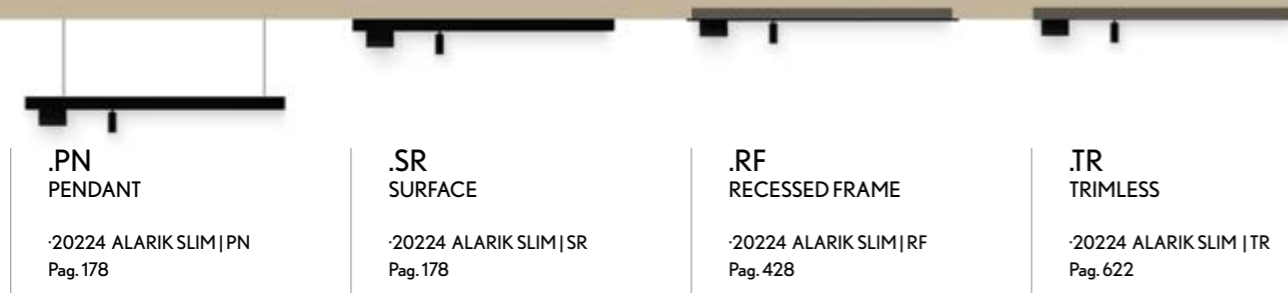 .PN
PENDANT
·20224 ALARIK SLIM | PN
Pag. 178
.SR
SURFACE
·20224 ALARIK SLIM | SR
Pag. 178
.RF
RECESSED FRAME
·20224 ALARIK SLIM | RF
Pag. 428
.TR
TRIMLESS
·20224 ALARIK SLIM | TR
Pag. 622